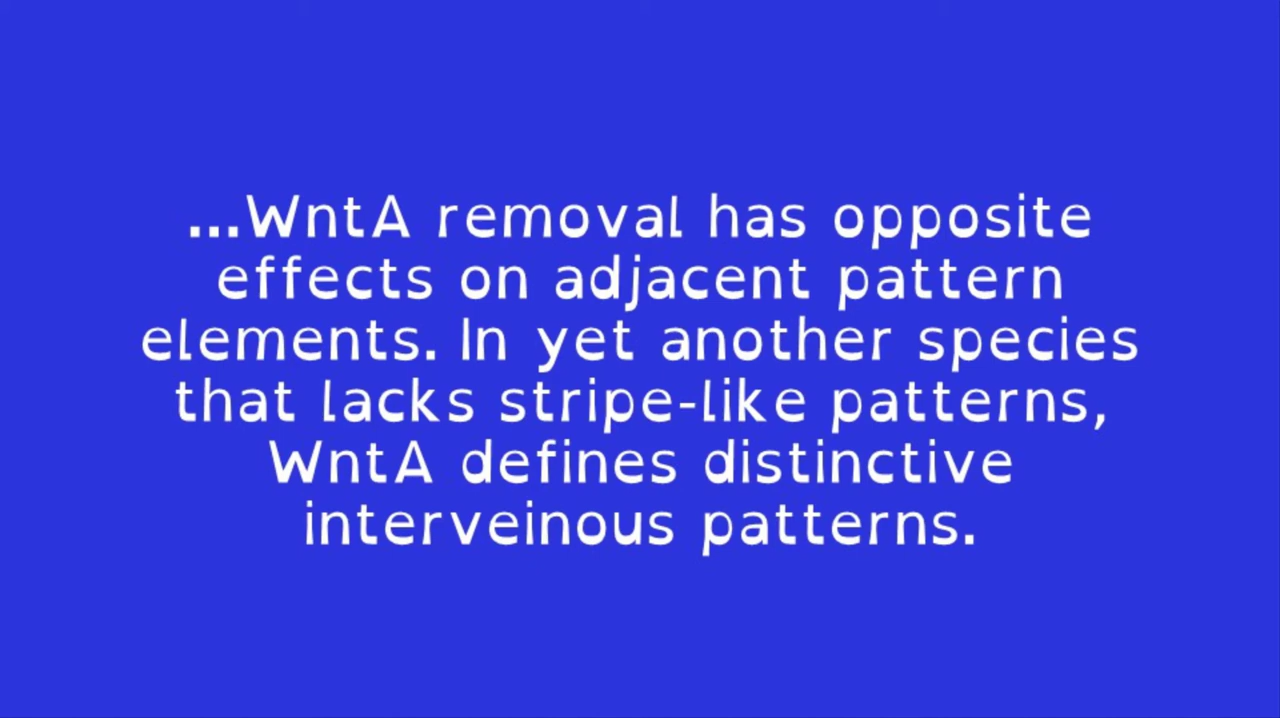 ...WntA removal has opposite
effects on adjacent pattern
elements. In yet another species
that lacks stripe-like patterns,
WntA defines distinctive
interveinous patterns.